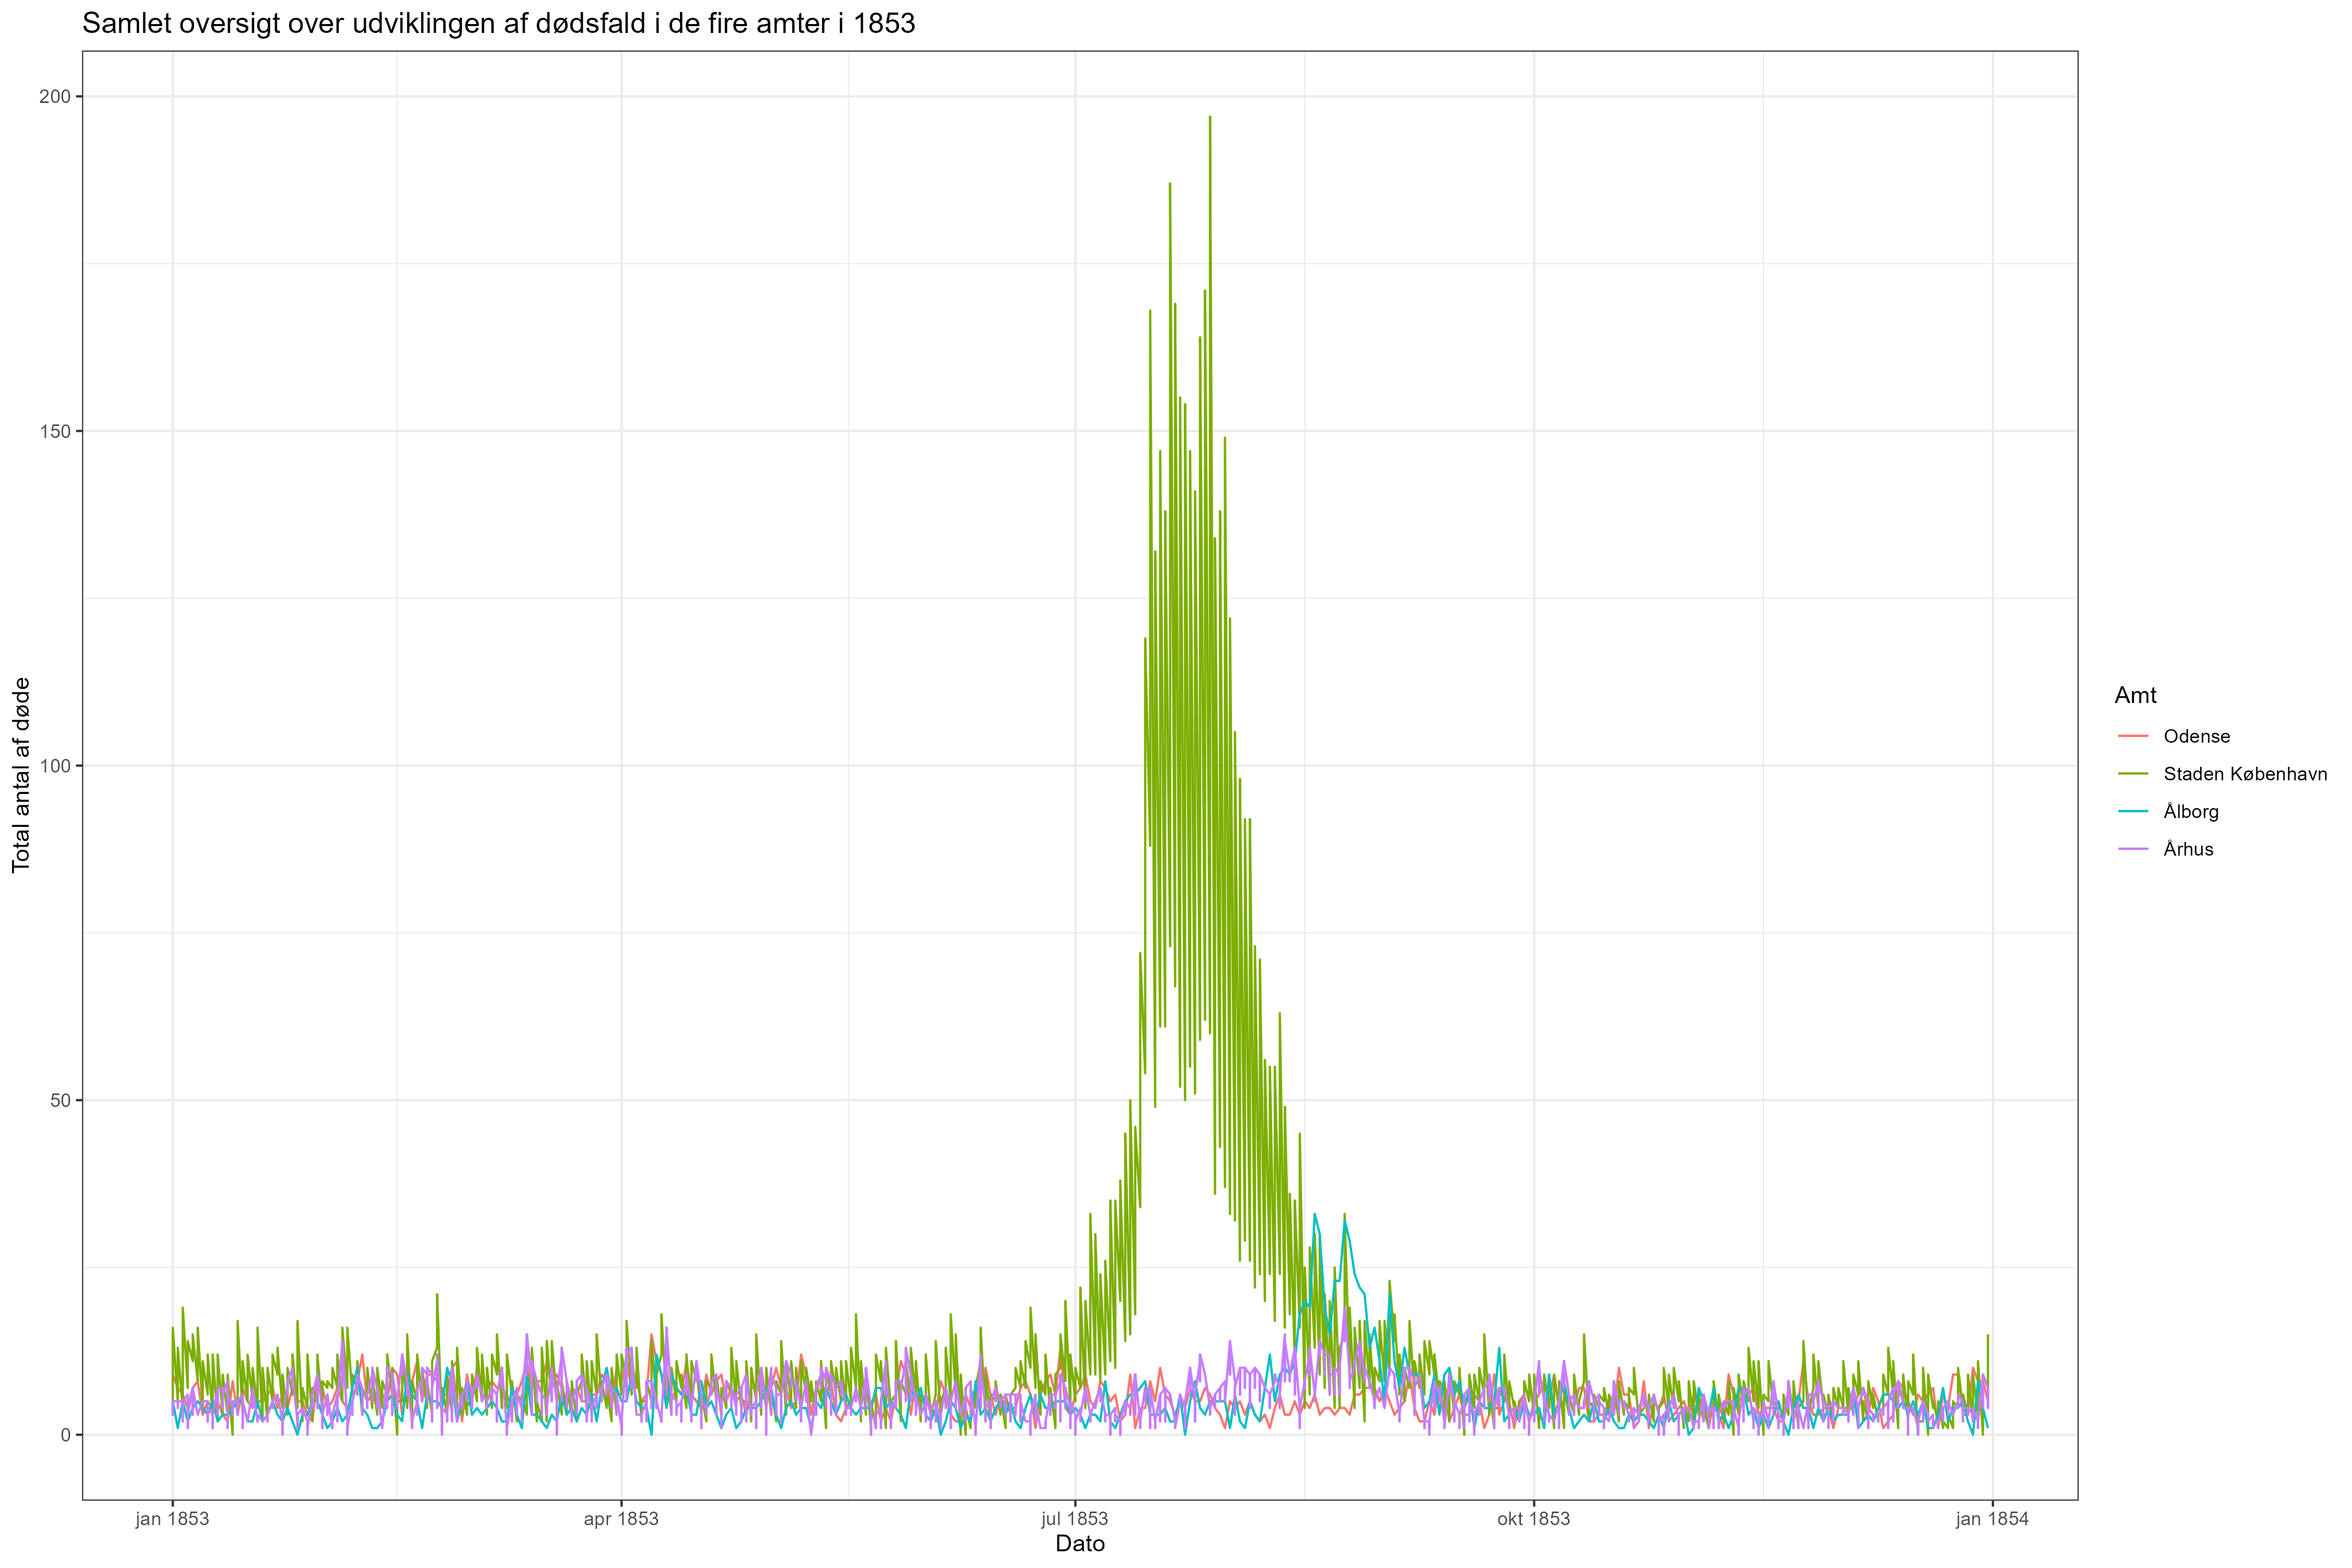 Samlet oversigt over udviklingen af dødsfald i de fire amter i 1853
Total antal af døde
200
150
100
50
0
jan 1853
apr 1853
jul 1853
okt 1853
jan 1854
Dato
Amt
Odense
Staden København
Ålborg
Århus